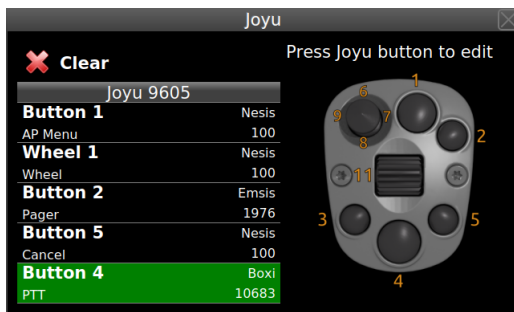 Joyu
Clear
Press Joyu button to edit
Joyu 9605
Button 1 Nesis
AP Menu 100
Wheel 1 Nesis
Wheel 100
Button 2 Emsis
Pager 1976
Button 5 Nesis
Cancel 100
Button 4 Boxi
PTT 10683
1
6
9 7
8
2
11
3 5
4